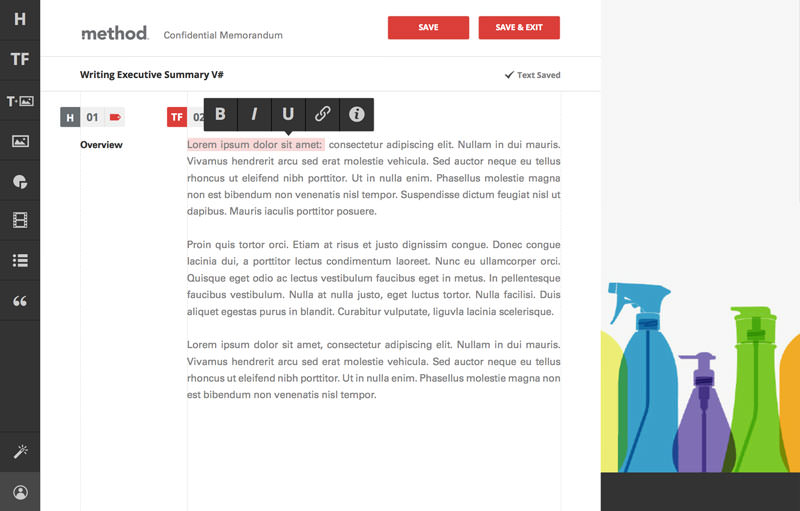 H
TF
T+
method.
Confidential Memorandum
SAVE
SAVE & EXIT
Writing Executive Summary V#
Text Saved
H 01
TF 02
B I U
Overview
Lorem ipsum dolor sit amet: consectetur adipiscing elit. Nullam in dui mauris.
Vivamus hendrerit arcu sed erat molestie vehicula. Sed auctor neque eu tellus
rhoncus ut eleifend nibh porttitor. Ut in nulla enim. Phasellus molestie magna
non est bibendum non venenatis nisl tempor. Suspendisse dictum feugiat nisl ut
dapibus. Mauris iaculis porttitor posuere.
Proin quis tortor orci. Etiam at risus et justo dignissim congue. Donec congue
lacinia dui, a porttitor lectus condimentum laoreet. Nunc eu ullamcorper orci.
Quisque eget odio ac lectus vestibulum faucibus eget in metus. In pellentesque
faucibus vestibulum. Nulla at nulla justo, eget luctus tortor. Nulla facilisi. Duis
aliquet egestas purus in blandit. Curabitur vulputate, liguvla lacinia scelerisque.
Lorem ipsum dolor sit amet, consectetur adipiscing elit. Nullam in dui mauris.
Vivamus hendrerit arcu sed erat molestie vehicula. Sed auctor neque eu tellus
rhoncus ut eleifend nibh porttitor. Ut in nulla enim. Phasellus molestie magna non
est bibendum non venenatis nisl tempor.